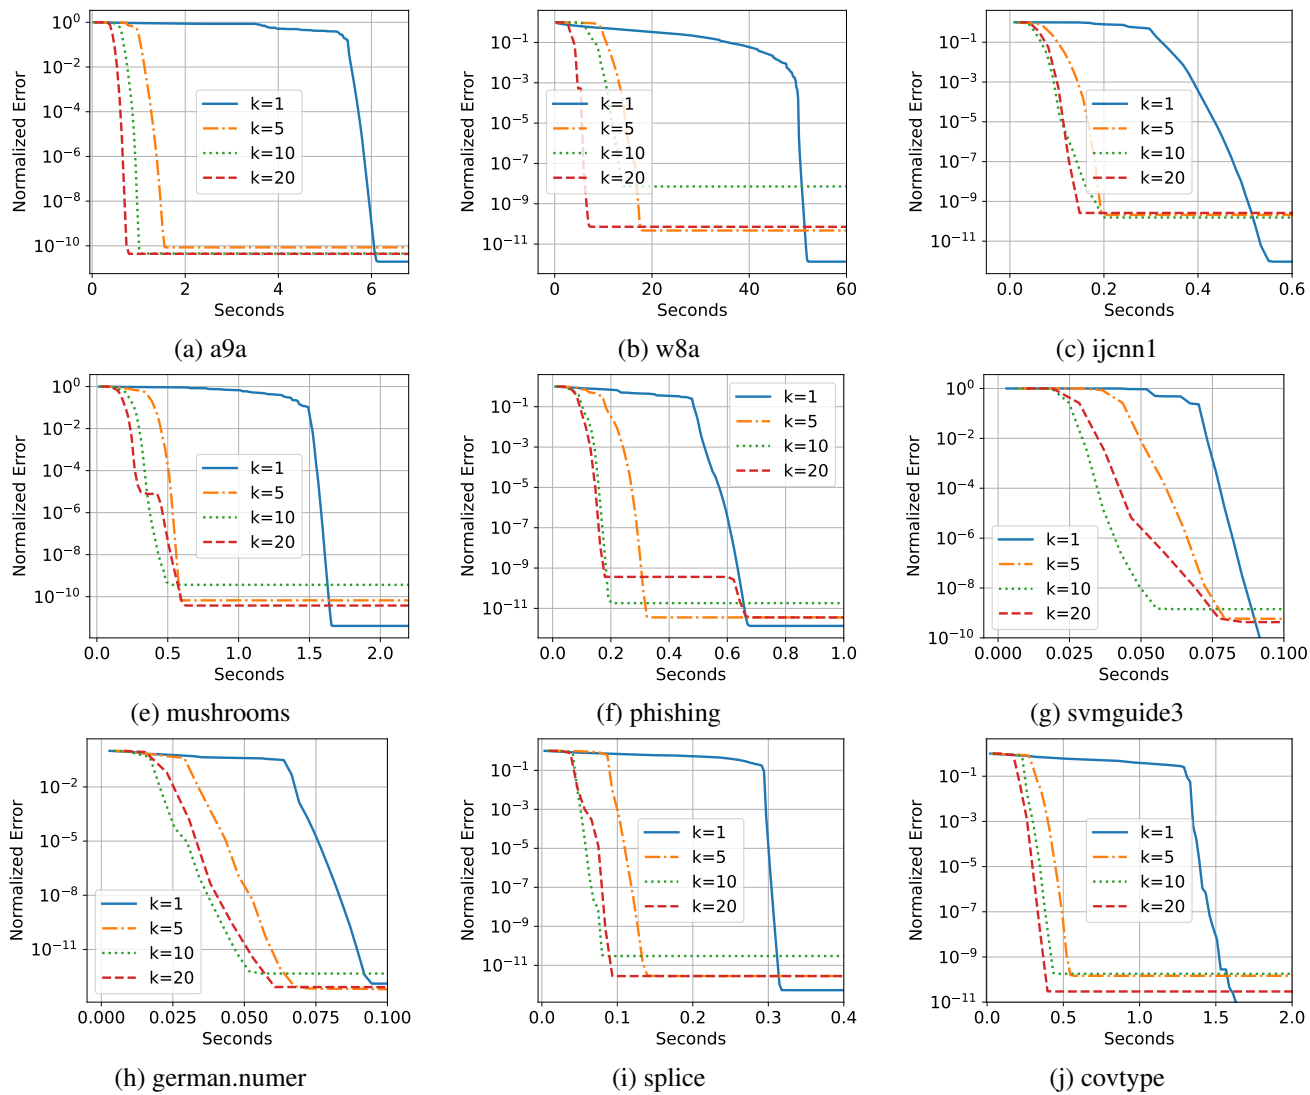 10^0
10^-2
10^-4
10^-6
10^-8
10^-10
Normalized Error
k=1
k=5
k=10
k=20
0 2 4 6
Seconds
(a) a9a
10^-1
10^-3
10^-5
10^-7
10^-9
10^-11
Normalized Error
k=1
k=5
k=10
k=20
0 20 40 60
Seconds
(b) w8a
10^-1
10^-3
10^-5
10^-7
10^-9
10^-11
Normalized Error
k=1
k=5
k=10
k=20
0.0 0.2 0.4 0.6
Seconds
(c) ijcnn1
10^0
10^-2
10^-4
10^-6
10^-8
10^-10
Normalized Error
k=1
k=5
k=10
k=20
0.0 0.5 1.0 1.5 2.0
Seconds
(e) mushrooms
10^-1
10^-3
10^-5
10^-7
10^-9
10^-11
Normalized Error
k=1
k=5
k=10
k=20
0.0 0.2 0.4 0.6 0.8 1.0
Seconds
(f) phishing
10^0
10^-2
10^-4
10^-6
10^-8
10^-10
Normalized Error
k=1
k=5
k=10
k=20
0.000 0.025 0.050 0.075 0.100
Seconds
(g) svmguide3
10^-2
10^-5
10^-8
10^-11
Normalized Error
k=1
k=5
k=10
k=20
0.000 0.025 0.050 0.075 0.100
Seconds
(h) german.numer
10^-1
10^-3
10^-5
10^-7
10^-9
10^-11
Normalized Error
k=1
k=5
k=10
k=20
0.0 0.1 0.2 0.3 0.4
Seconds
(i) splice
10^-1
10^-3
10^-5
10^-7
10^-9
10^-11
Normalized Error
k=1
k=5
k=10
k=20
0.0 0.5 1.0 1.5 2.0
Seconds
(j) covtype